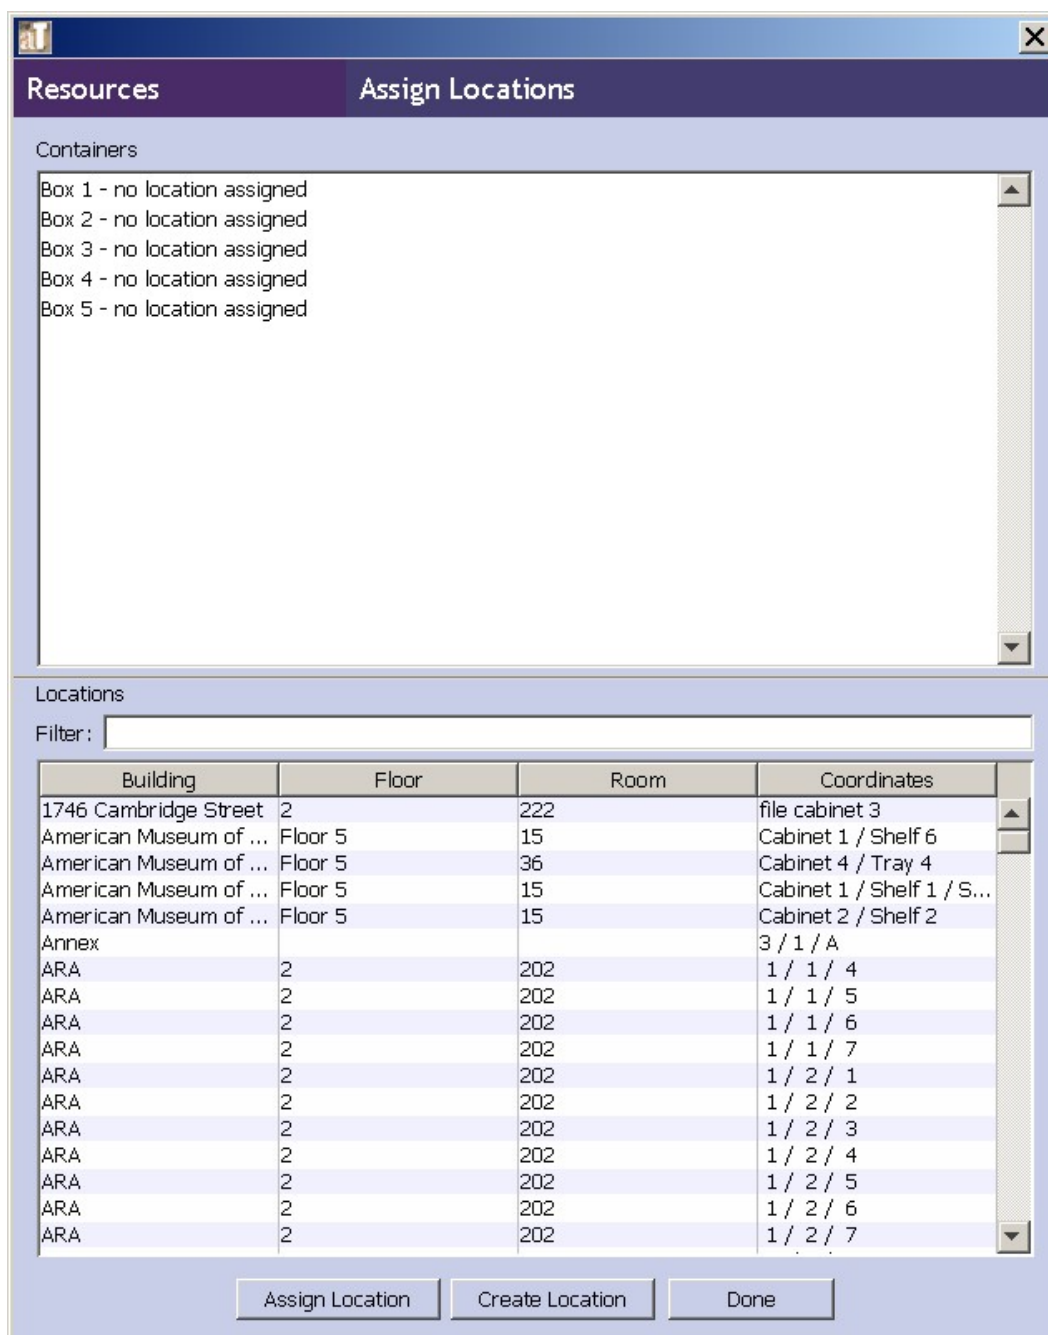 aT
Resources Assign Locations
Containers
Box 1 - no location assigned
Box 2 - no location assigned
Box 3 - no location assigned
Box 4 - no location assigned
Box 5 - no location assigned
Locations
Filter:
Building Floor Room Coordinates
1746 Cambridge Street 2 222 file cabinet 3
American Museum of ... Floor 5 15 Cabinet 1 / Shelf 6
American Museum of ... Floor 5 36 Cabinet 4 / Tray 4
American Museum of ... Floor 5 15 Cabinet 1 / Shelf 1 / S...
American Museum of ... Floor 5 15 Cabinet 2 / Shelf 2
Annex 3 / 1 / A
ARA 2 202 1 / 1 / 4
ARA 2 202 1 / 1 / 5
ARA 2 202 1 / 1 / 6
ARA 2 202 1 / 1 / 7
ARA 2 202 1 / 2 / 1
ARA 2 202 1 / 2 / 2
ARA 2 202 1 / 2 / 3
ARA 2 202 1 / 2 / 4
ARA 2 202 1 / 2 / 5
ARA 2 202 1 / 2 / 6
ARA 2 202 1 / 2 / 7
Assign Location Create Location Done